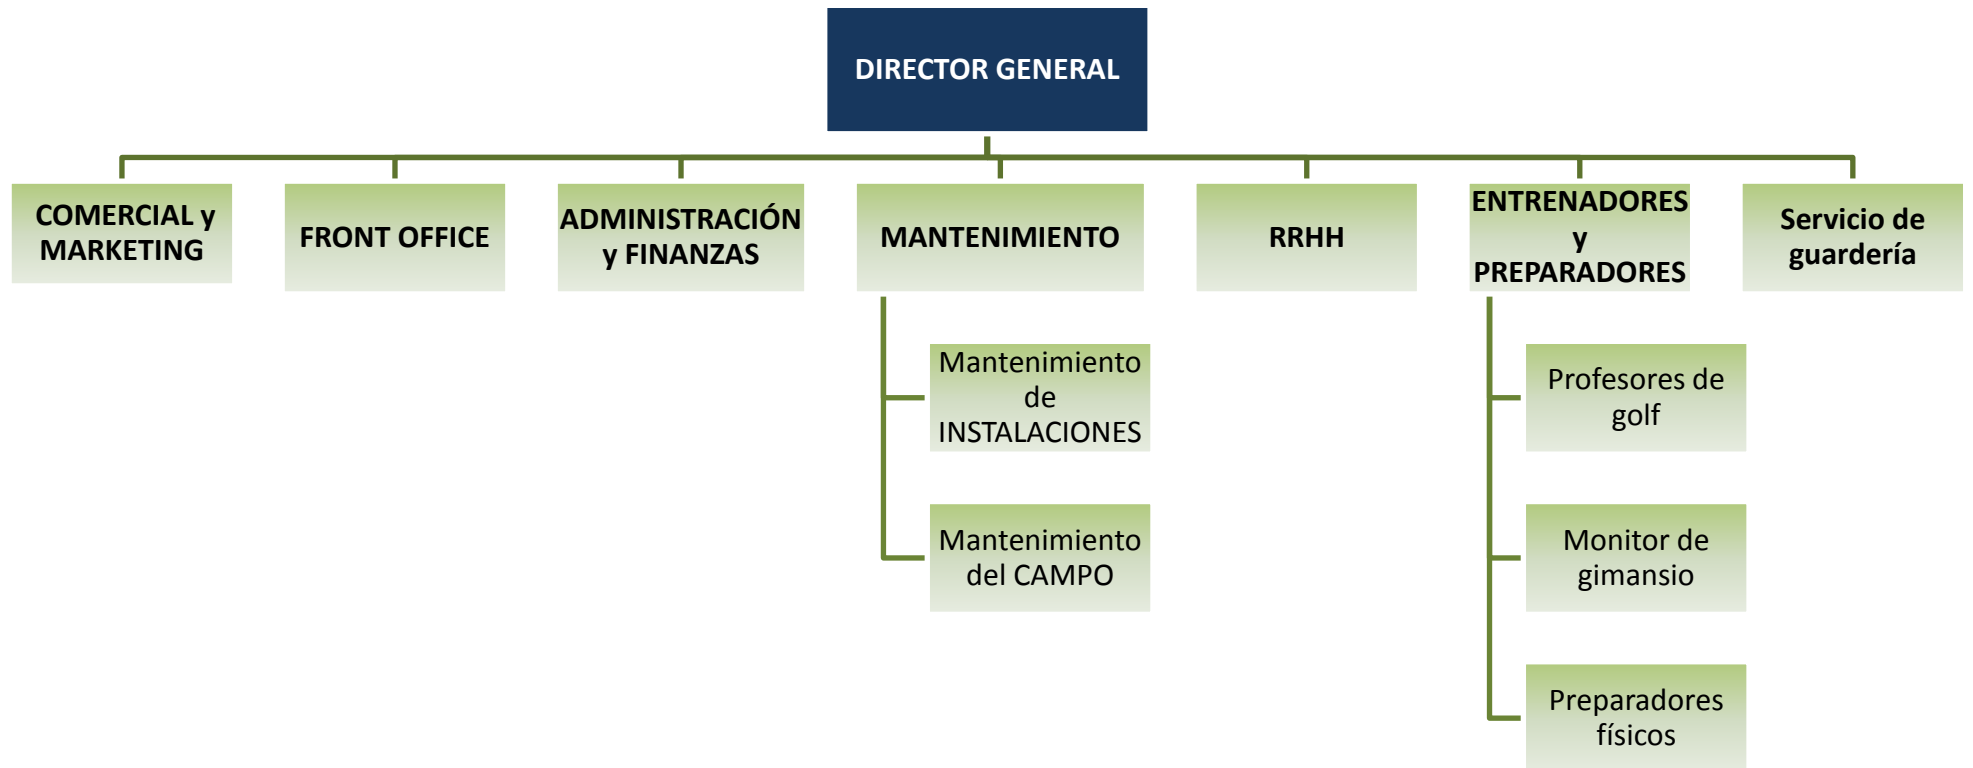 DIRECTOR GENERAL
COMERCIAL y
MARKETING
FRONT OFFICE
ADMINISTRACIÓN
y FINANZAS
MANTENIMIENTO
RRHH
ENTRENADORES
y
PREPARADORES
Servicio de
guardería
Mantenimiento
de
INSTALACIONES
Mantenimiento
del CAMPO
Profesores de
golf
Monitor de
gimansio
Preparadores
físicos